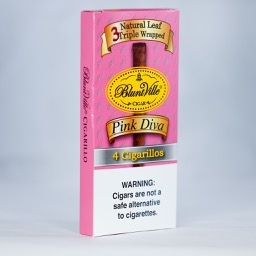 3 Natural Leaf
Triple Wrapped
BluntVille
CIGAR
Pink Diva
4 Cigarillos
WARNING:
Cigars are not a
safe alternative
to cigarettes.
BluntVille CIGARILLO